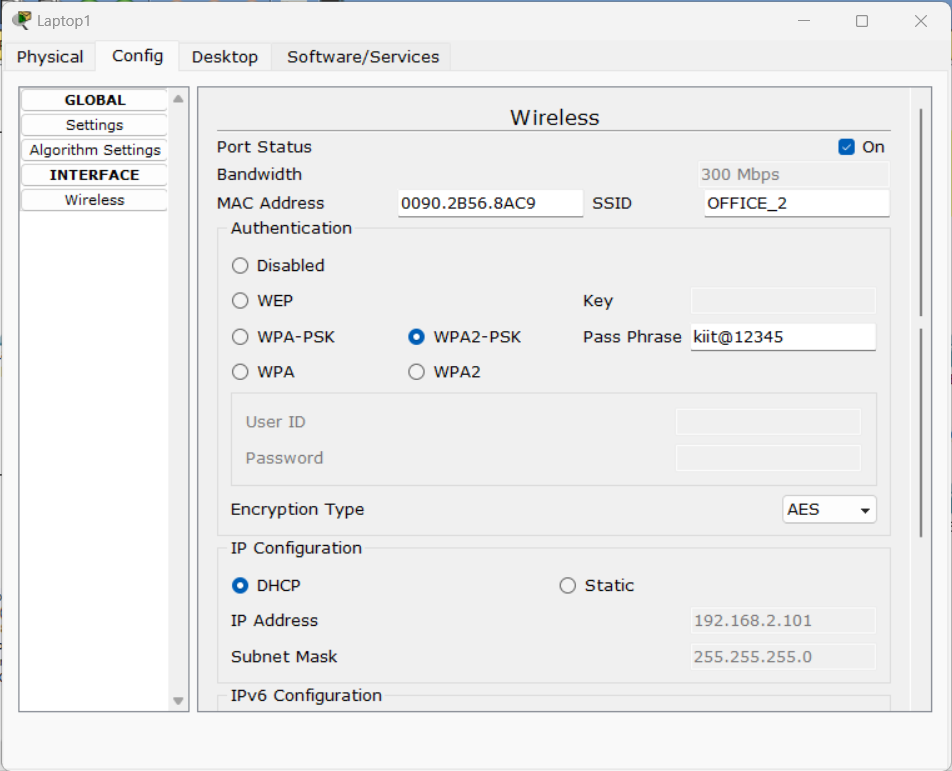 Laptop1
Physical Config Desktop Software/Services
GLOBAL
Settings
Algorithm Settings
INTERFACE
Wireless
Wireless
Port Status On
Bandwidth 300 Mbps
MAC Address 0090.2B56.8AC9 SSID OFFICE_2
Authentication
Disabled
WEP Key
WPA-PSK WPA2-PSK Pass Phrase kiit@12345
WPA WPA2
User ID
Password
Encryption Type AES
IP Configuration
DHCP Static
IP Address 192.168.2.101
Subnet Mask 255.255.255.0
IPv6 Configuration